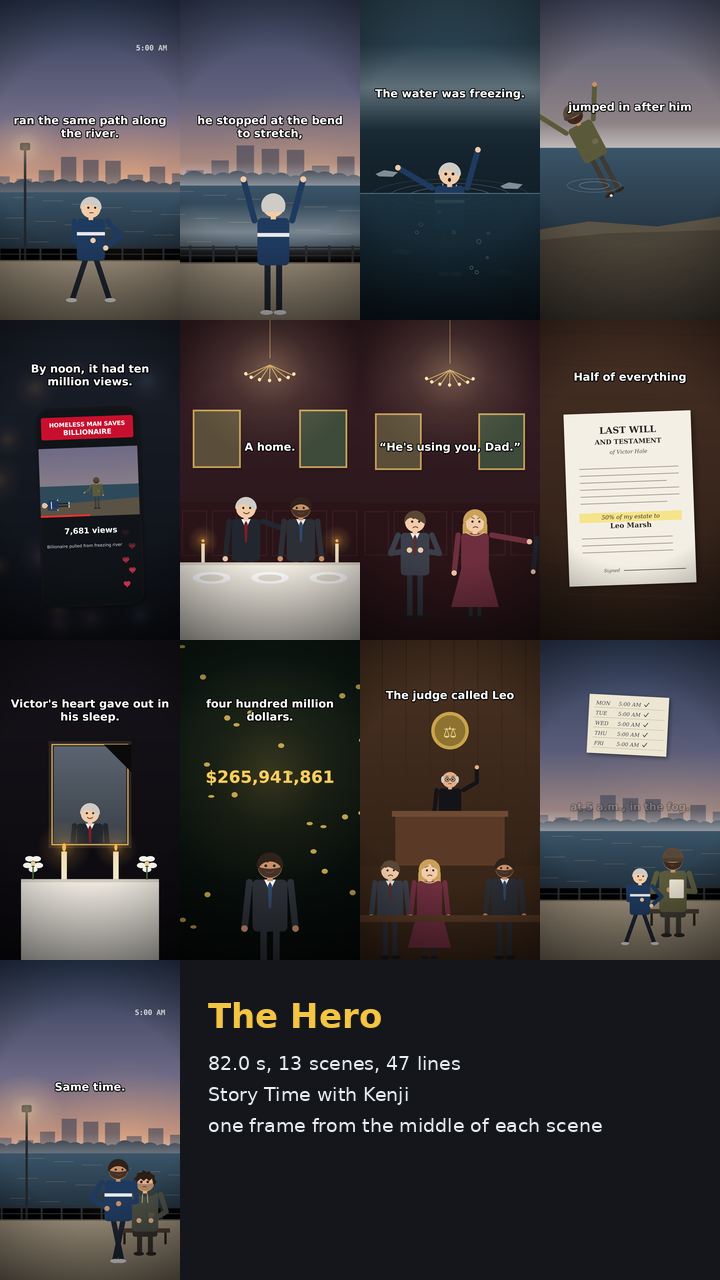 5:00 AM
ran the same path along
the river.
he stopped at the bend
to stretch,
The water was freezing.
jumped in after him
By noon, it had ten
million views.
HOMELESS MAN SAVES
BILLIONAIRE
7,681 views
Billionaire pulled from freezing river
A home.
“He's using you, Dad.”
Half of everything
LAST WILL
AND TESTAMENT
of Victor Hale
50% of my estate to
Leo Marsh
Signed
Victor's heart gave out in
his sleep.
four hundred million
dollars.
$265,941,861
The judge called Leo
MON 5:00 AM ✓
TUE 5:00 AM ✓
WED 5:00 AM ✓
THU 5:00 AM ✓
FRI 5:00 AM ✓
at 5 a.m., in the fog.
5:00 AM
Same time.
The Hero
82.0 s, 13 scenes, 47 lines
Story Time with Kenji
one frame from the middle of each scene